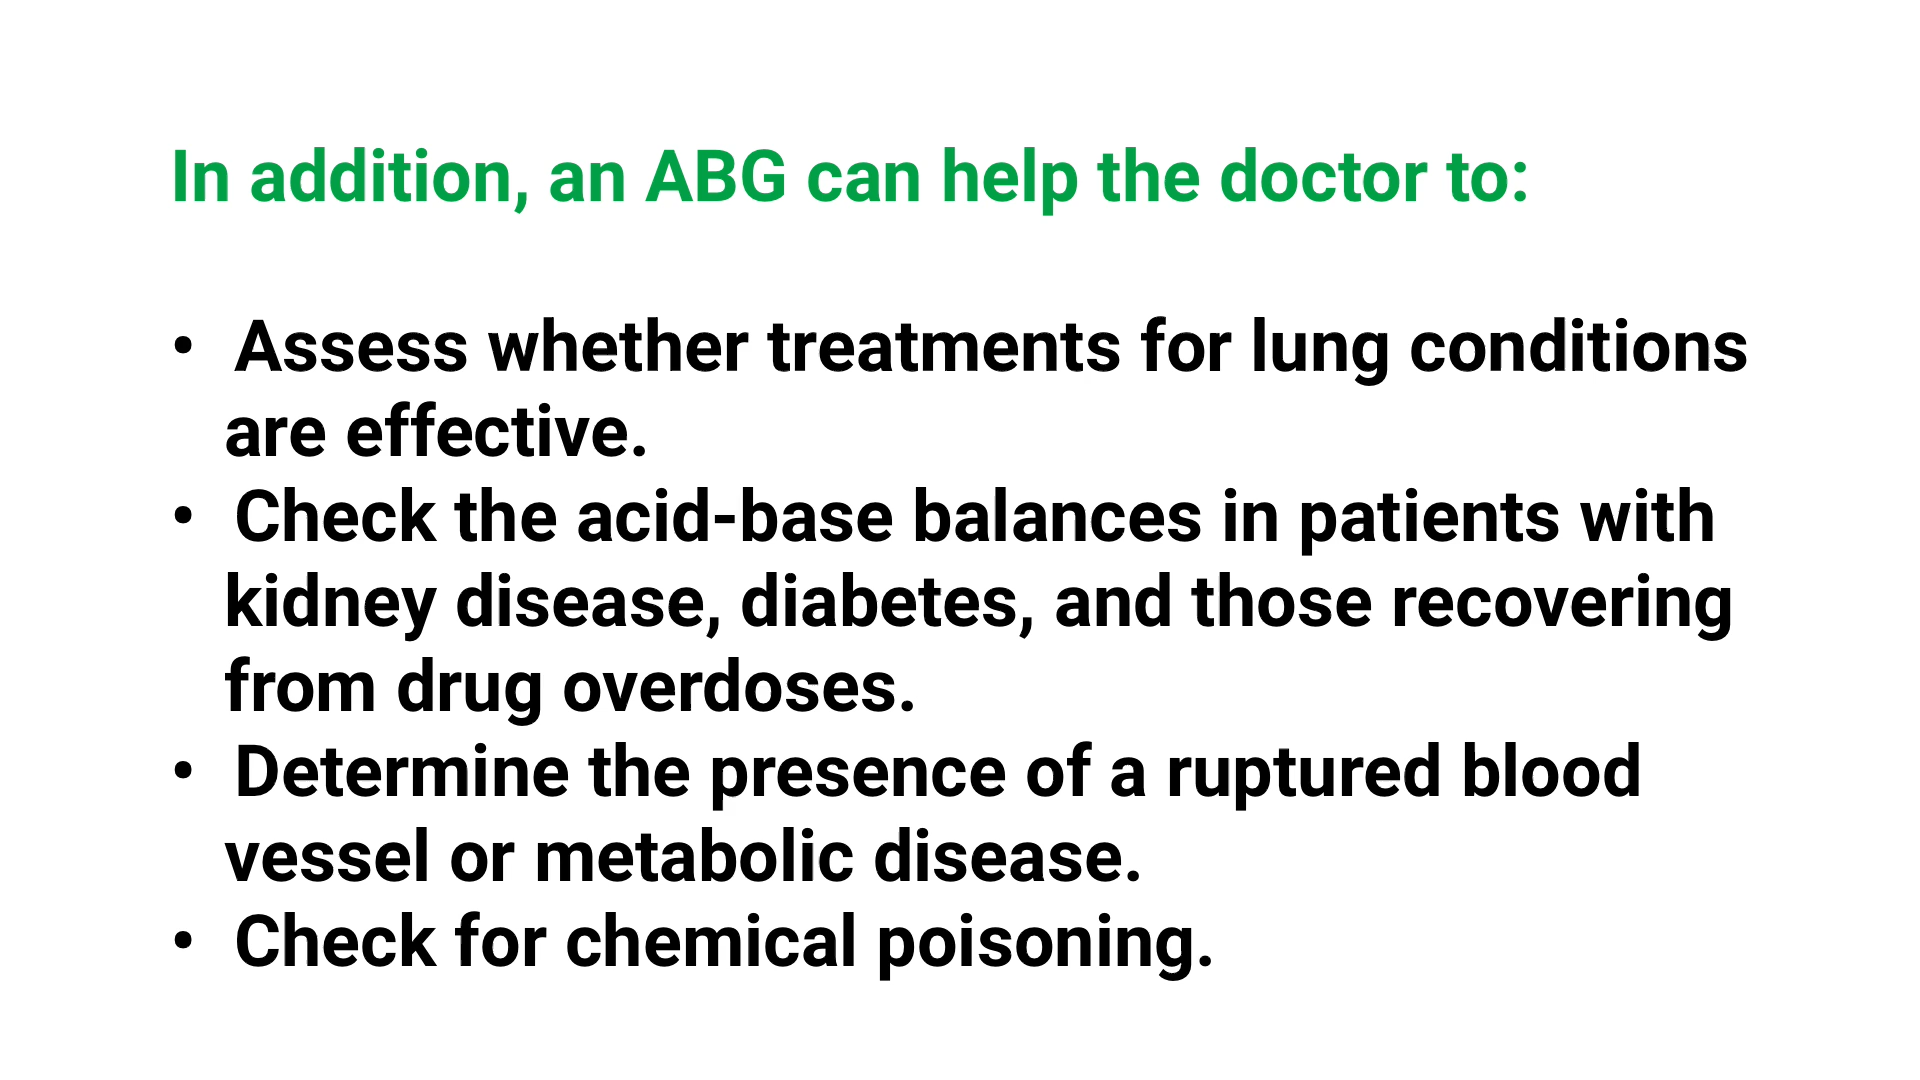 In addition, an ABG can help the doctor to:
• Assess whether treatments for lung conditions
are effective.
• Check the acid-base balances in patients with
kidney disease, diabetes, and those recovering
from drug overdoses.
• Determine the presence of a ruptured blood
vessel or metabolic disease.
• Check for chemical poisoning.